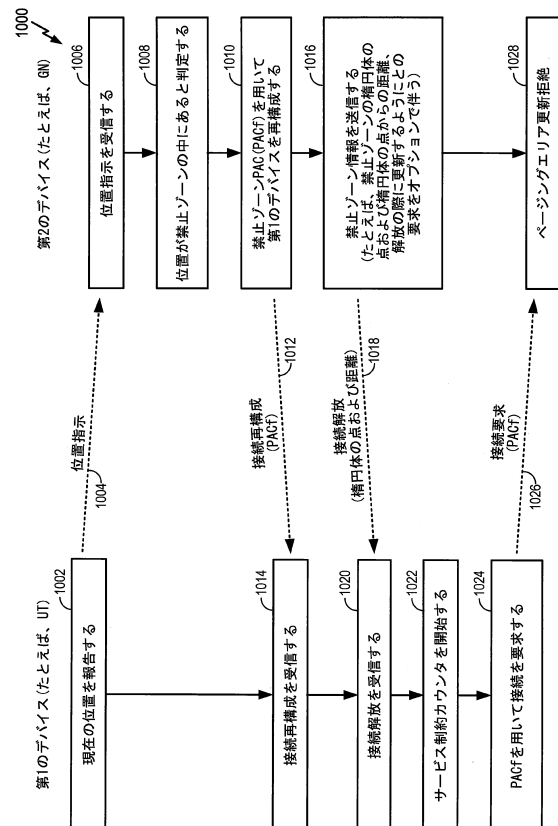 1000
第1のデバイス(たとえば、UT)
第2のデバイス(たとえば、GN)
1002
現在の位置を報告する
位置指示
1004
1006
位置指示を受信する
1008
位置が禁止ゾーンの中にあると判定する
1010
禁止ゾーンPAC(PACf)を用いて
第1のデバイスを再構成する
接続再構成
(PACf)
1012
1014
接続再構成を受信する
1016
禁止ゾーン情報を送信する
(たとえば、禁止ゾーンの楕円体の
点および楕円体の点からの距離、
解放の際に更新するようにとの
要求をオプションで伴う)
接続解放
(楕円体の点および距離)
1018
1020
接続解放を受信する
1022
サービス制約カウンタを開始する
1024
PACfを用いて接続を要求する
接続要求
(PACf)
1026
1028
ページングエリア更新拒絶